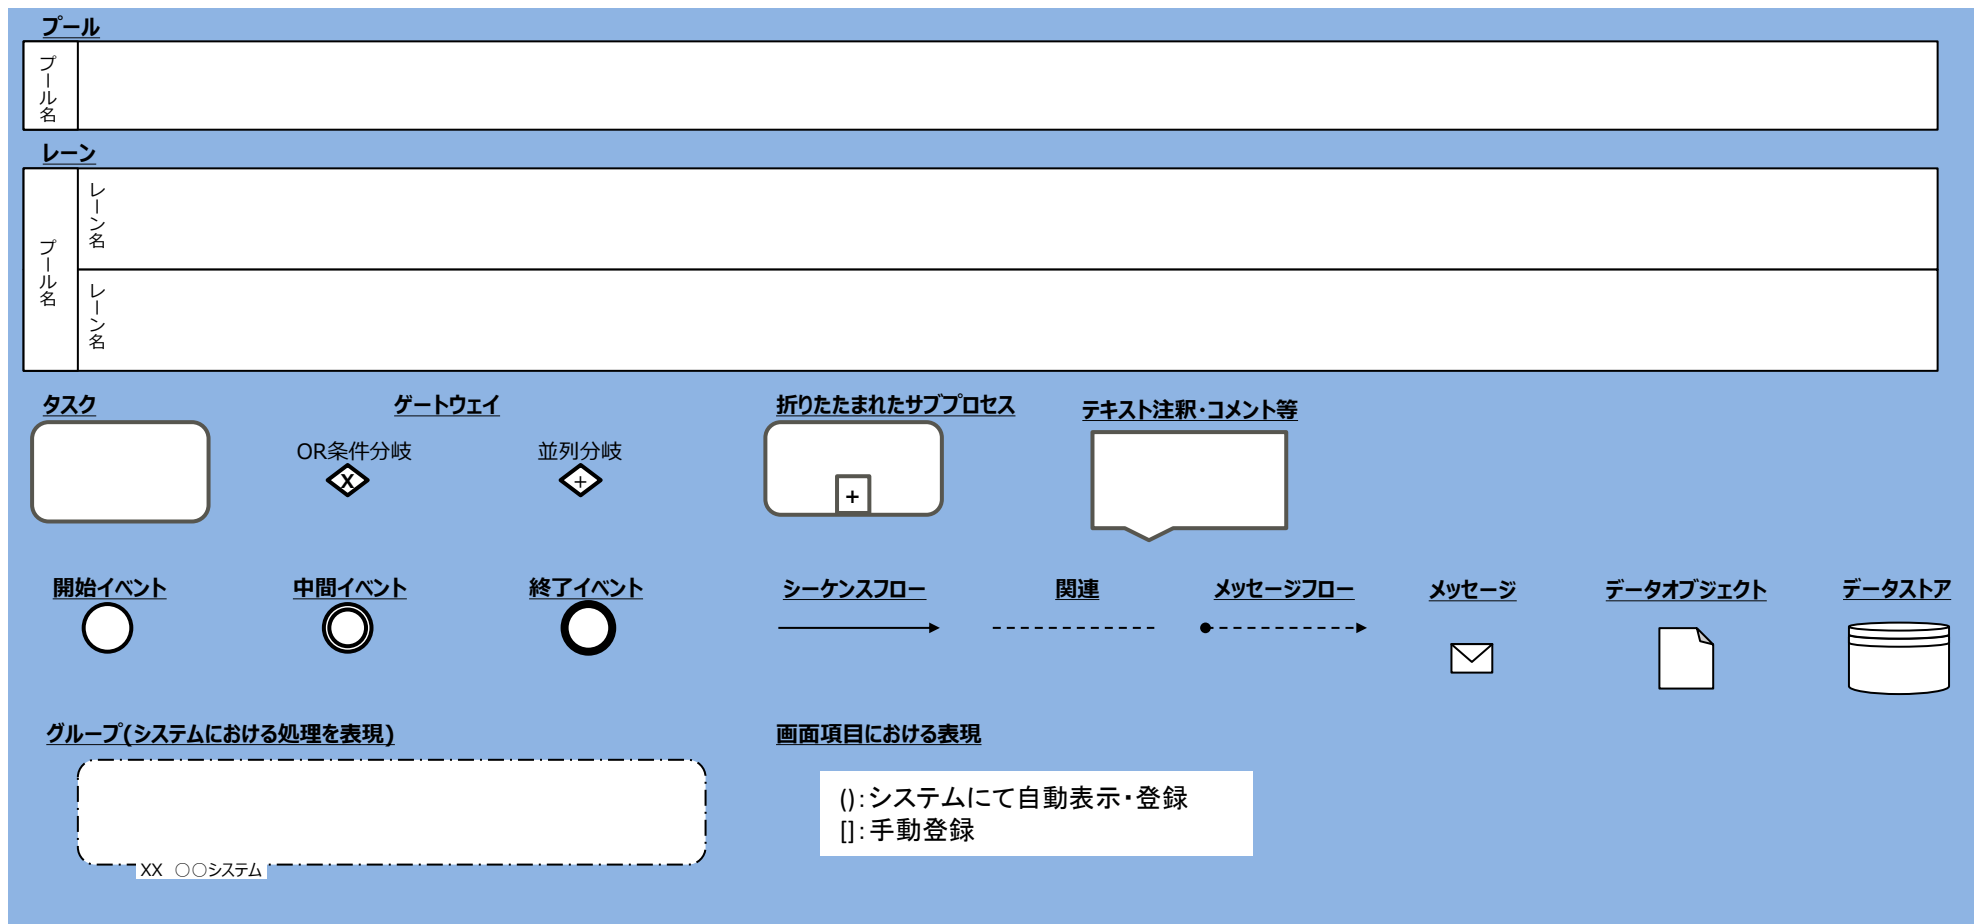 プール
プール名
レーン
プール名
レーン名
レーン名
タスク
ゲートウェイ
折りたたまれたサブプロセス
テキスト注釈・コメント等
OR条件分岐
並列分岐
X
+
+
開始イベント
中間イベント
終了イベント
シーケンスフロー
関連
メッセージフロー
メッセージ
データオブジェクト
データストア
グループ(システムにおける処理を表現)
画面項目における表現
():システムにて自動表示・登録
[]:手動登録
XX ○○システム